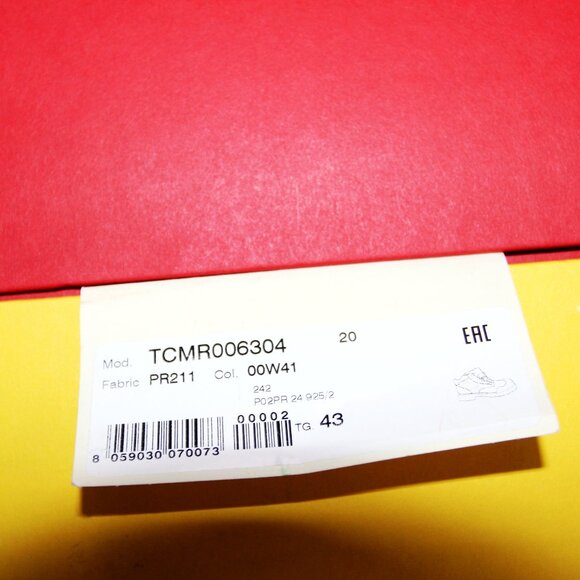 Mod. TCMR006304 20 EAC
Fabric PR211 Col. 00W41
242
P02PR 24 925/2
00002 TG. 43
8 059030 070073